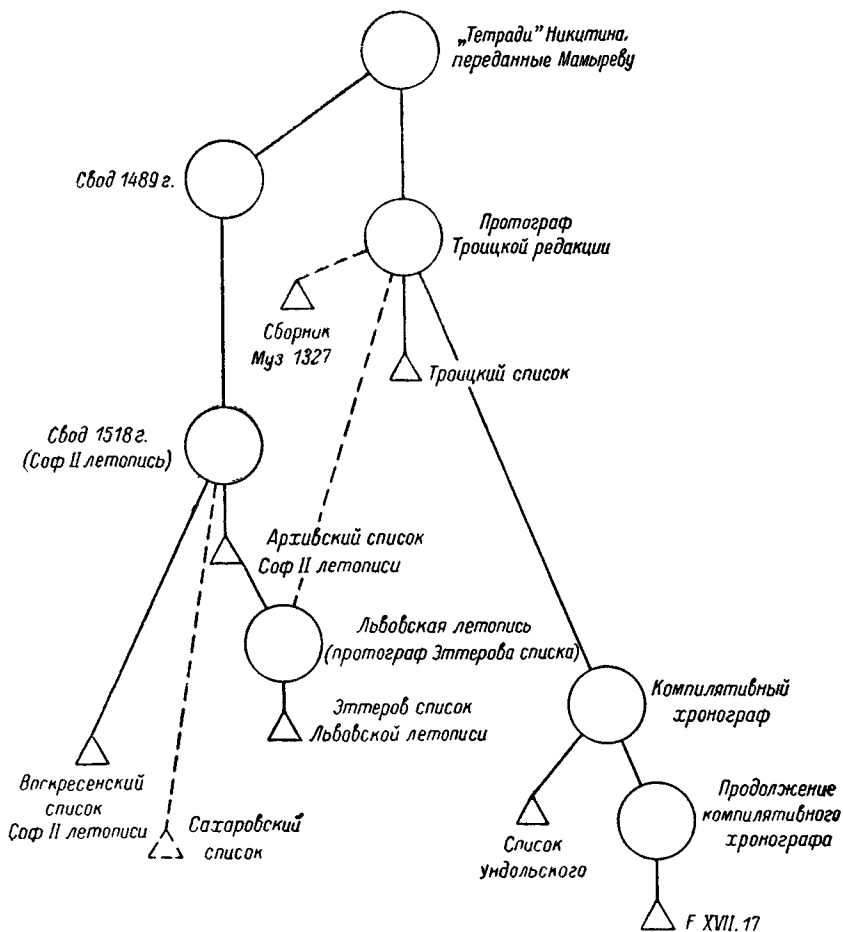 „Тетради” Никитина,
переданные Мамыреву
Свод 1489 г.
Протограф
Троицкой редакции
Сборник
Муз 1327
Троицкий список
Свод 1518 г.
(Соф II летопись)
Архивский список
Соф II летописи
Львовская летопись
(протограф Эттерова списка)
Эттеров список
Львовской летописи
Компилятивный
хронограф
Воскресенский
список
Соф II летописи
Сахаровский
список
Список
Ундольского
Продолжение
компилятивного
хронографа
F XVII. 17